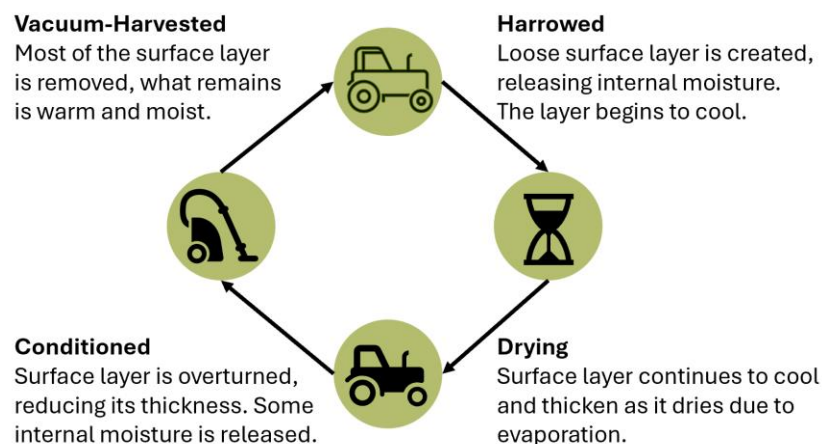 Vacuum-Harvested
Most of the surface layer
is removed, what remains
is warm and moist.
Harrowed
Loose surface layer is created,
releasing internal moisture.
The layer begins to cool.
Conditioned
Surface layer is overturned,
reducing its thickness. Some
internal moisture is released.
Drying
Surface layer continues to cool
and thicken as it dries due to
evaporation.